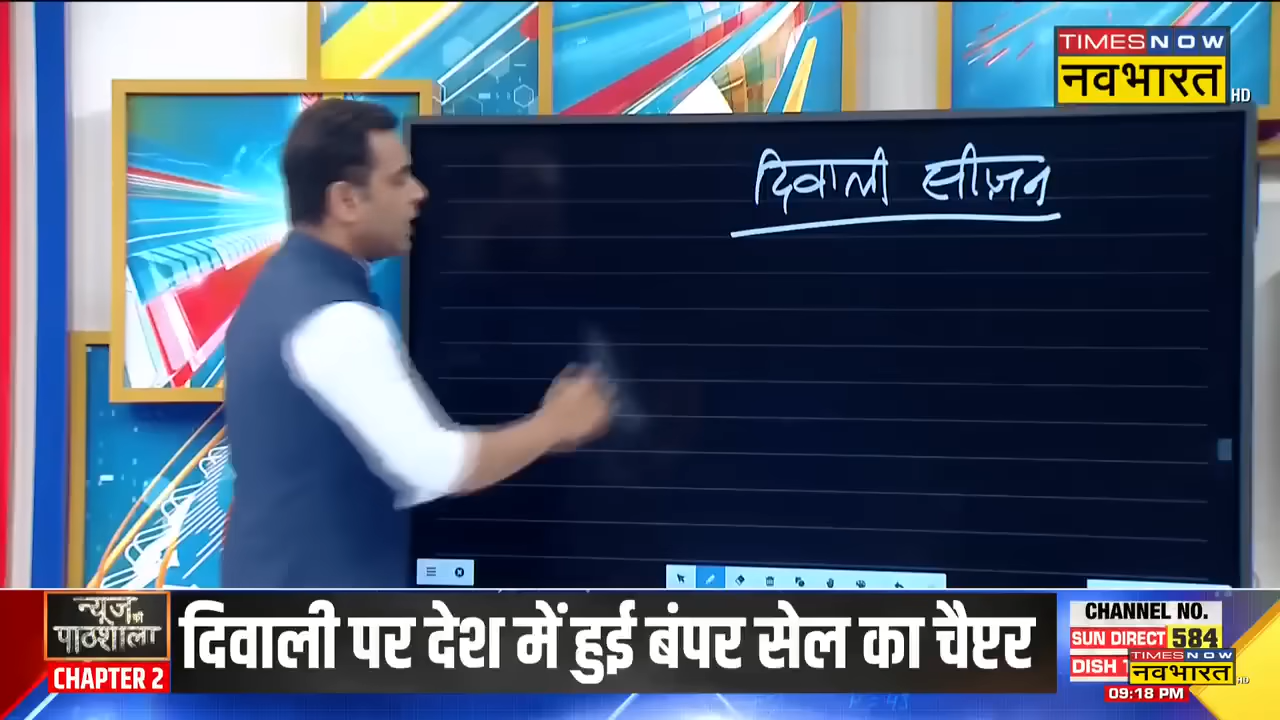 TIMES NOW
नवभारत
HD
दिवाली सीज़न
न्यूज़ की
पाठशाला
CHAPTER 2
दिवाली पर देश में हुई बंपर सेल का चैप्टर
CHANNEL NO.
SUN DIRECT 584
DISH
TIMES NOW
नवभारत
HD
09:18 PM